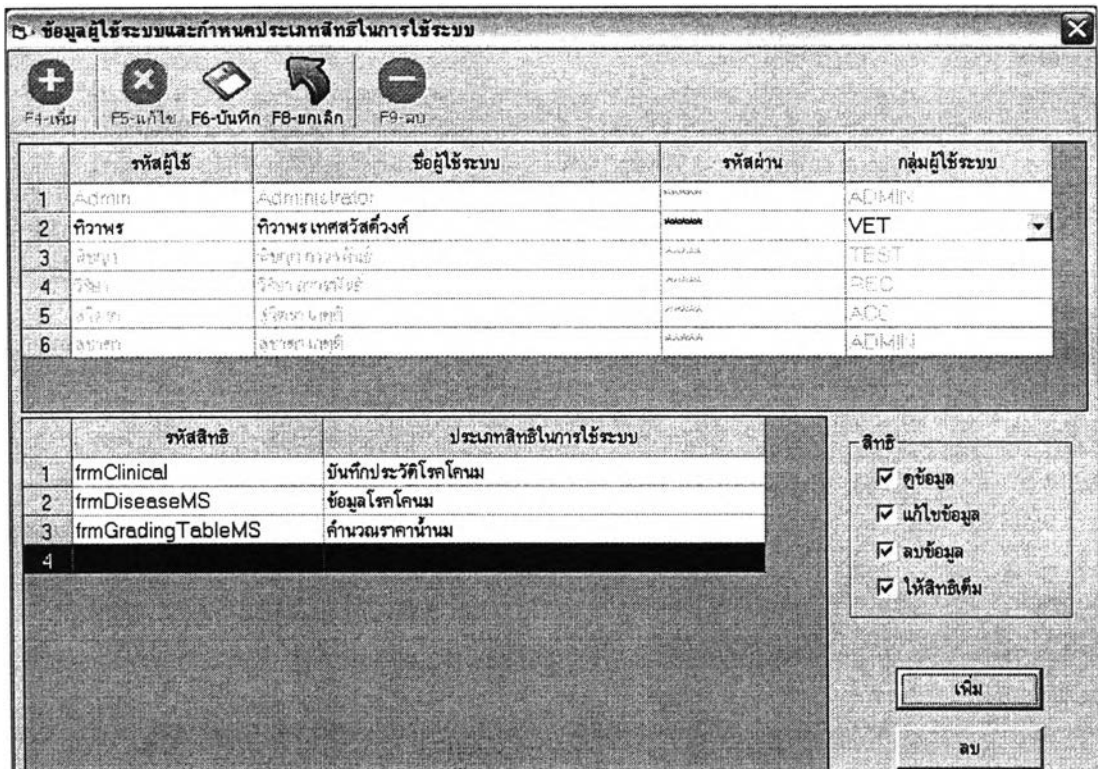 ข้อมูลผู้ใช้ระบบและกำหนดประเภทสิทธิในการใช้ระบบ
F4-เพิ่ม F5-แก้ไข F6-บันทึก F8-ยกเลิก F9-ลบ
รหัสผู้ใช้ ชื่อผู้ใช้ระบบ รหัสผ่าน กลุ่มผู้ใช้ระบบ
1 Admin Administrator ****** ADMIN
2 ทิวาพร ทิวาพร เทศสวัสดิ์วงศ์ ****** VET
3 ****** TEST
4 ****** REC
5 ****** ACC
6 ****** ADMIN
รหัสสิทธิ ประเภทสิทธิในการใช้ระบบ
1 frmClinical บันทึกประวัติโรคโคนม
2 frmDiseaseMS ข้อมูลโรคโคนม
3 frmGradingTableMS คำนวณราคาน้ำนม
4
สิทธิ
ดูข้อมูล
แก้ไขข้อมูล
ลบข้อมูล
ให้สิทธิเต็ม
เพิ่ม
ลบ